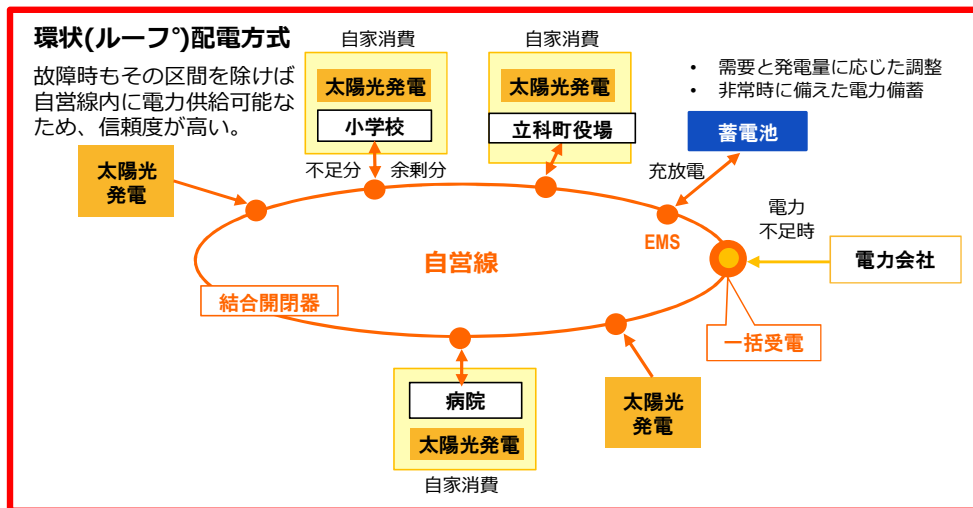 環状(ループ°)配電方式
故障時もその区間を除けば
自営線内に電力供給可能な
ため、信頼度が高い。
自家消費
太陽光発電
小学校
自家消費
太陽光発電
立科町役場
• 需要と発電量に応じた調整
• 非常時に備えた電力備蓄
蓄電池
太陽光
発電
不足分
余剰分
充放電
電力
不足時
EMS
自営線
電力会社
結合開閉器
一括受電
病院
太陽光発電
自家消費
太陽光
発電